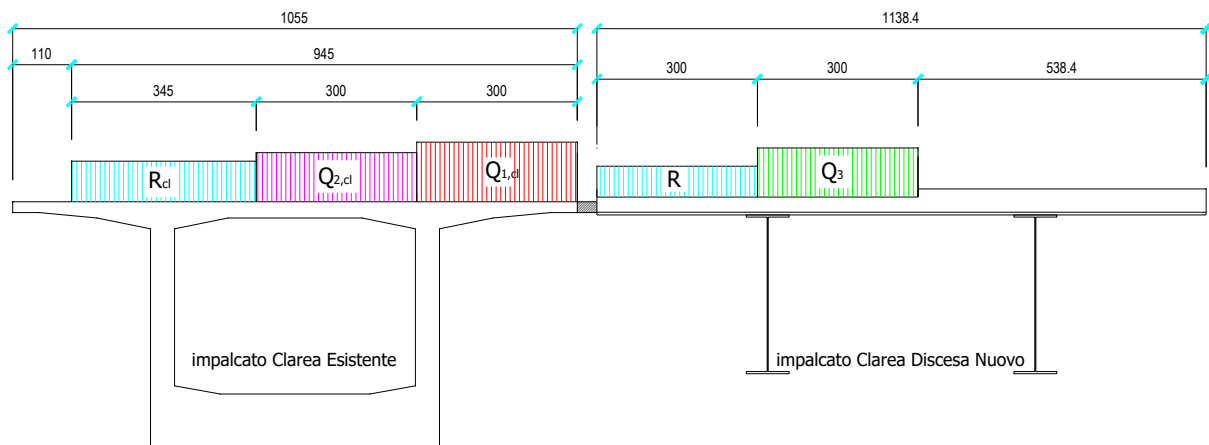 1055
1138.4
110
945
300
300
538.4
345
300
300
Rcl
Q2,cl
Q1,cl
R
Q3
impalcato Clarea Esistente
impalcato Clarea Discesa Nuovo